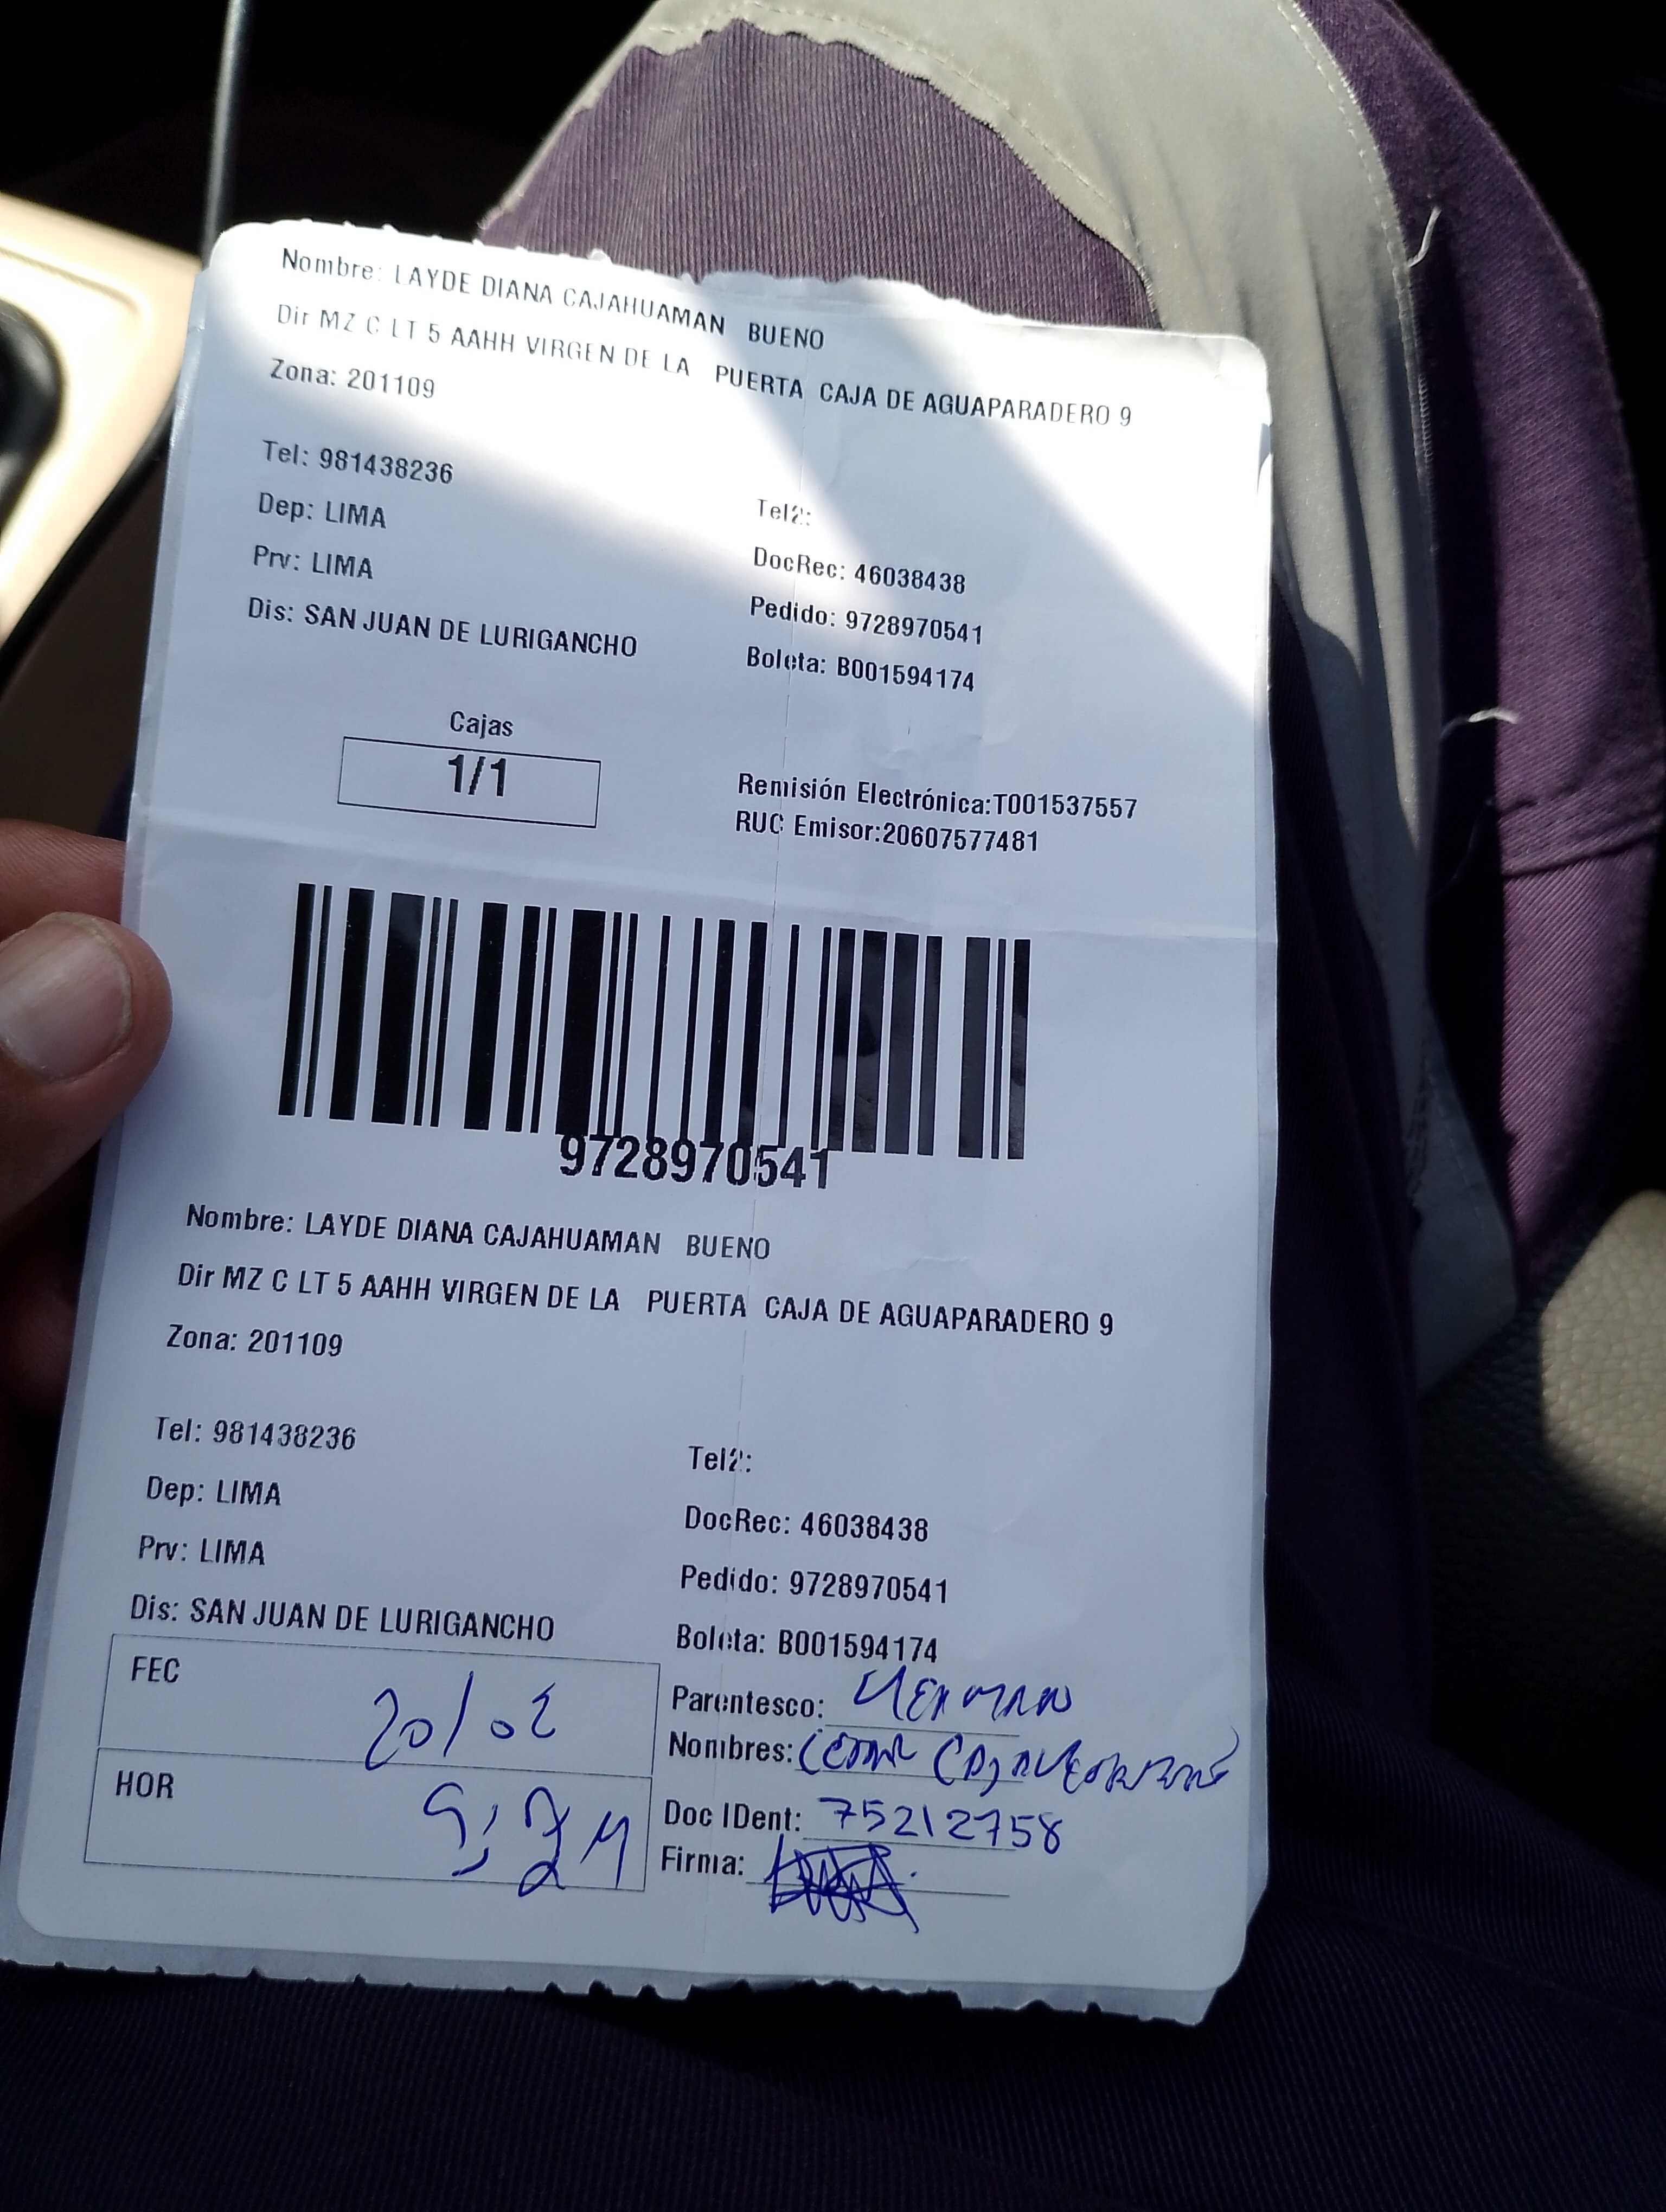 Nombre: LAYDE DIANA CAJAHUAMAN BUENO
Dir MZ C LT 5 AAHH VIRGEN DE LA PUERTA CAJA DE AGUAPARADERO 9
Zona: 201109
Tel: 981438236
Tel2:
Dep: LIMA
DocRec: 46038438
Prv: LIMA
Pedido: 9728970541
Dis: SAN JUAN DE LURIGANCHO
Boleta: B001594174
Cajas
1/1
Remisión Electrónica:T001537557
RUC Emisor:20607577481
9728970541
Nombre: LAYDE DIANA CAJAHUAMAN BUENO
Dir MZ C LT 5 AAHH VIRGEN DE LA PUERTA CAJA DE AGUAPARADERO 9
Zona: 201109
Tel: 981438236
Tel2:
Dep: LIMA
DocRec: 46038438
Prv: LIMA
Pedido: 9728970541
Dis: SAN JUAN DE LURIGANCHO
Boleta: B001594174
FEC 20/02
Parentesco:
Nombres:
HOR
Doc IDent: 75212758
Firma: